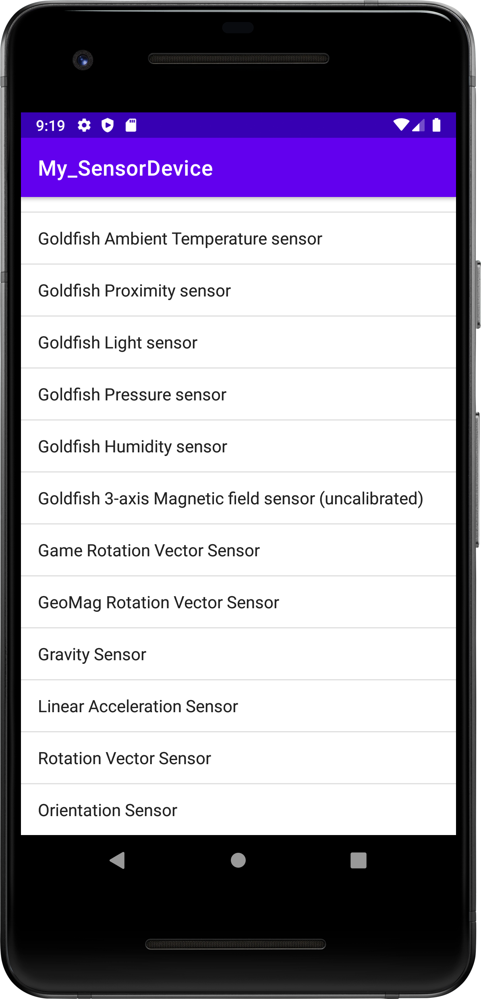 9:19
My_SensorDevice
Goldfish Ambient Temperature sensor
Goldfish Proximity sensor
Goldfish Light sensor
Goldfish Pressure sensor
Goldfish Humidity sensor
Goldfish 3-axis Magnetic field sensor (uncalibrated)
Game Rotation Vector Sensor
GeoMag Rotation Vector Sensor
Gravity Sensor
Linear Acceleration Sensor
Rotation Vector Sensor
Orientation Sensor